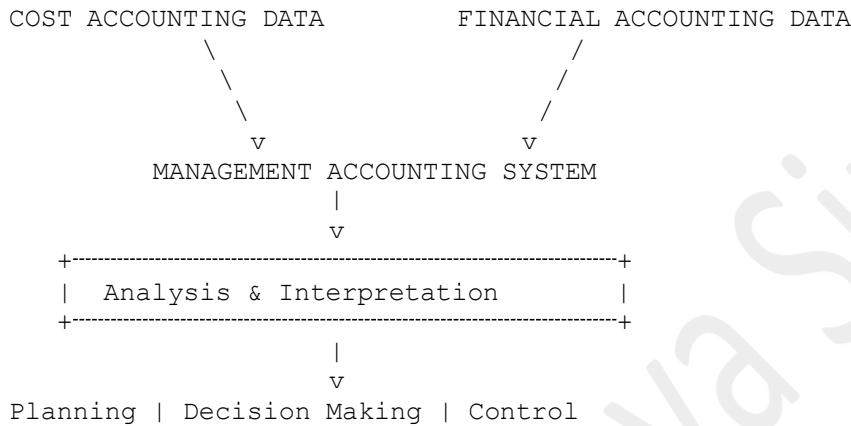 COST ACCOUNTING DATA FINANCIAL ACCOUNTING DATA
MANAGEMENT ACCOUNTING SYSTEM
Analysis & Interpretation
Planning | Decision Making | Control